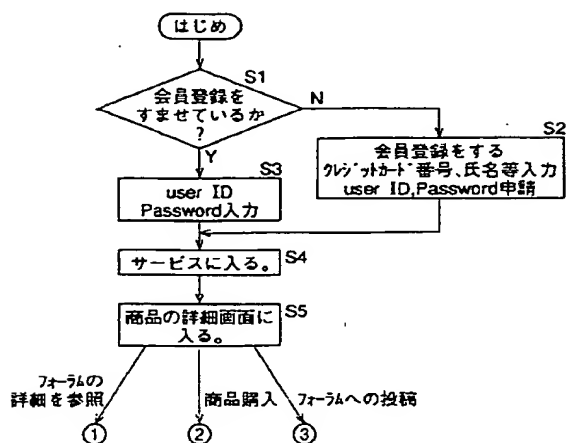 はじめ
S1
会員登録を
すませているか
?
N
Y
S2
会員登録をする
クレジットカード番号、氏名等入力
user ID,Password申請
S3
user ID
Password入力
サービスに入る。
S4
商品の詳細画面に
入る。
S5
フォーラムの
詳細を参照
商品購入
フォーラムへの投稿
①
②
③